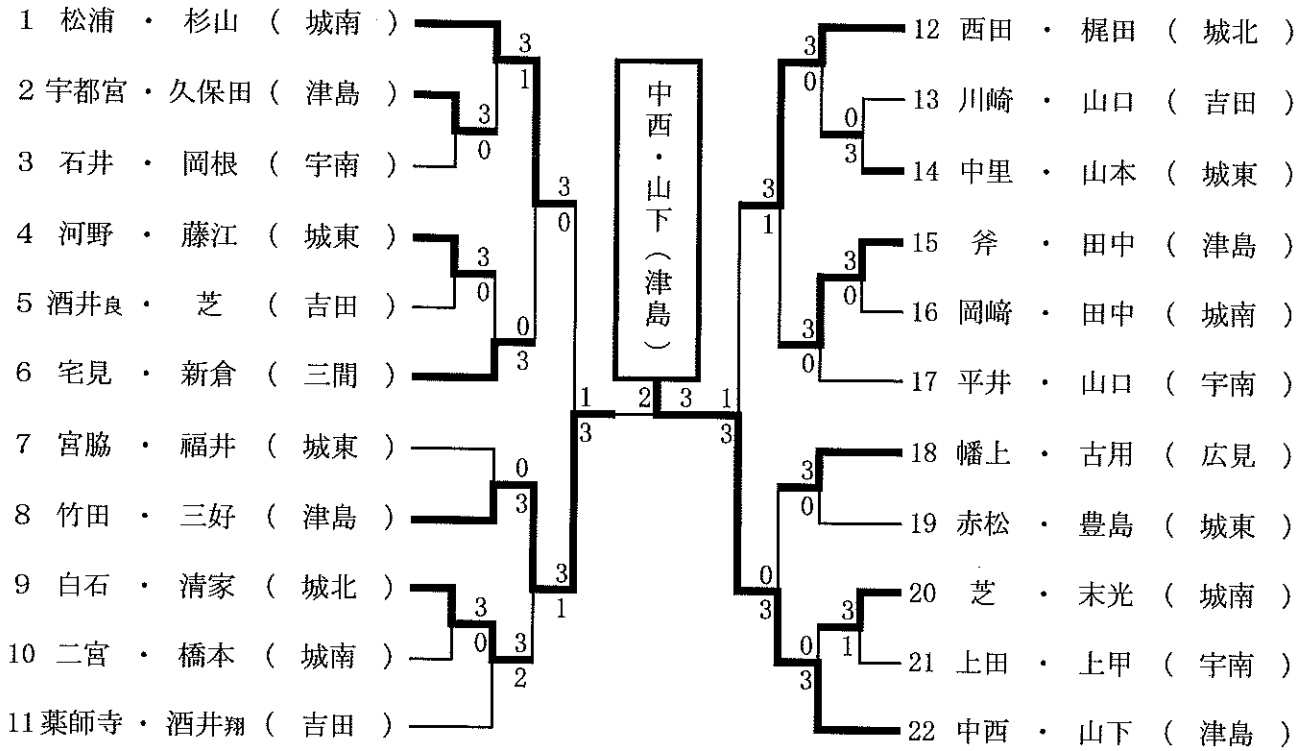 1 松浦 ・ 杉山 ( 城南 )
2 宇都宮 ・ 久保田 ( 津島 )
3 石井 ・ 岡根 ( 宇南 )
4 河野 ・ 藤江 ( 城東 )
5 酒井良 ・ 芝 ( 吉田 )
6 宅見 ・ 新倉 ( 三間 )
7 宮脇 ・ 福井 ( 城東 )
8 竹田 ・ 三好 ( 津島 )
9 白石 ・ 清家 ( 城北 )
10 二宮 ・ 橋本 ( 城南 )
11 薬師寺 ・ 酒井翔 ( 吉田 )
3
1
3
0
3
0
3
0
0
3
1
3
0
3
3
1
3
0
3
2
中西・山下(津島)
2 3
3
0
0
3
3
1
3
0
3
0
1
3
3
0
0
3
3
1
0
3
12 西田 ・ 梶田 ( 城北 )
13 川崎 ・ 山口 ( 吉田 )
14 中里 ・ 山本 ( 城東 )
15 斧 ・ 田中 ( 津島 )
16 岡﨑 ・ 田中 ( 城南 )
17 平井 ・ 山口 ( 宇南 )
18 幡上 ・ 古用 ( 広見 )
19 赤松 ・ 豊島 ( 城東 )
20 芝 ・ 末光 ( 城南 )
21 上田 ・ 上甲 ( 宇南 )
22 中西 ・ 山下 ( 津島 )